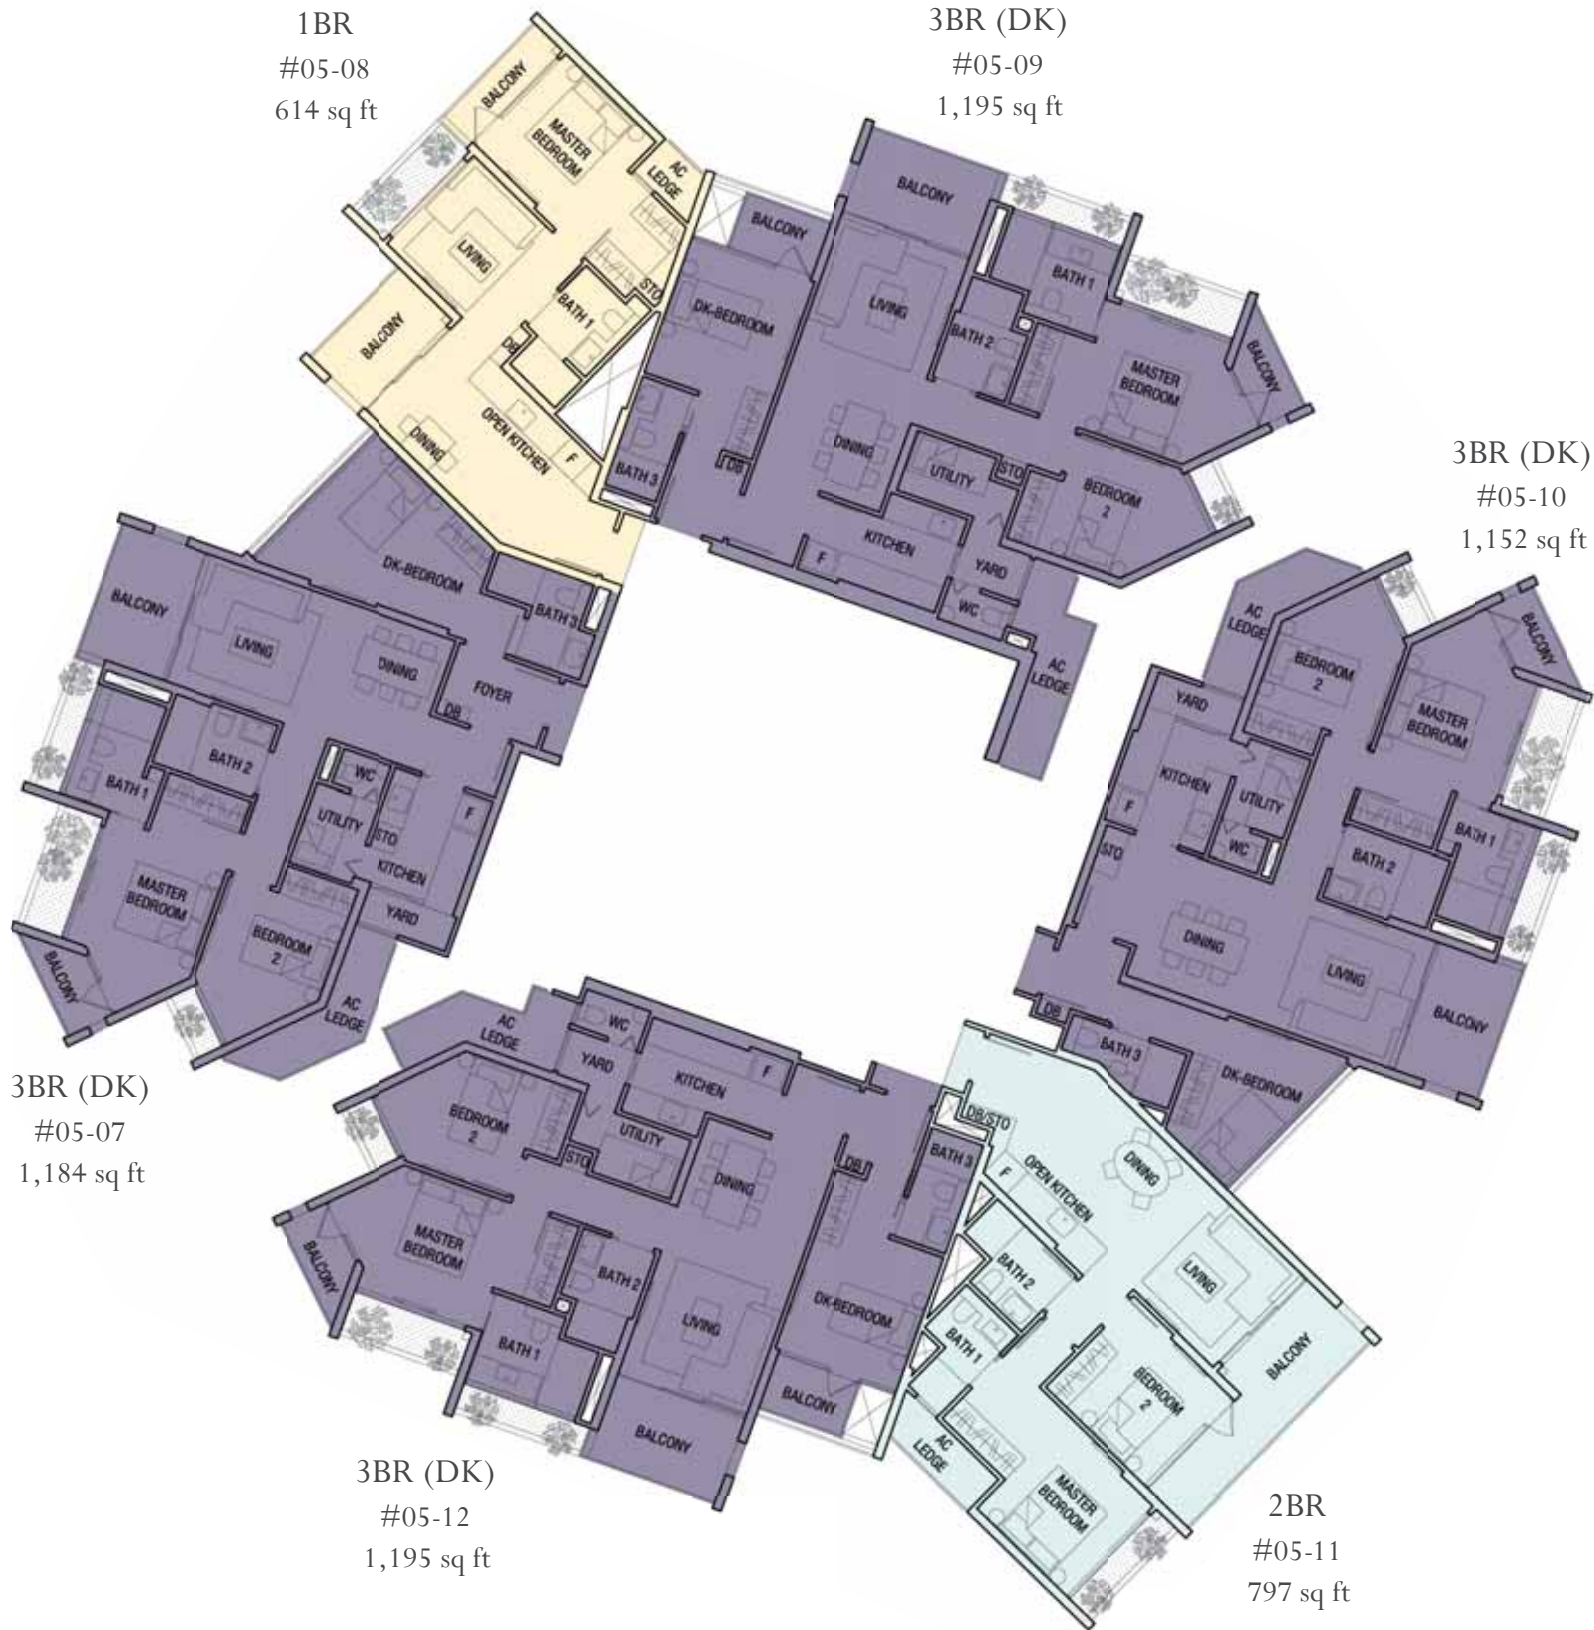 1BR
#05-08
614 sq ft
BALCONY
MASTER
BEDROOM
AC
LEDGE
LIVING
STO
BATH 1
BALCONY
DB
OPEN KITCHEN
DINING
F
3BR (DK)
#05-09
1,195 sq ft
BALCONY
BALCONY
BATH 1
DK-BEDROOM
LIVING
BATH 2
MASTER
BEDROOM
BALCONY
BATH 3
DB
DINING
UTILITY
STO
BEDROOM
2
KITCHEN
F
YARD
WC
AC
LEDGE
3BR (DK)
#05-10
1,152 sq ft
AC
LEDGE
BEDROOM
2
BALCONY
YARD
MASTER
BEDROOM
KITCHEN
UTILITY
F
WC
STO
BATH 1
BATH 2
DINING
LIVING
BALCONY
DB
BATH 3
DK-BEDROOM
DK-BEDROOM
BATH 3
BALCONY
LIVING
DINING
FOYER
DB
BATH 2
BATH 1
WC
UTILITY
STO
F
KITCHEN
MASTER
BEDROOM
YARD
BEDROOM
2
BALCONY
AC
LEDGE
3BR (DK)
#05-07
1,184 sq ft
AC
LEDGE
WC
YARD
KITCHEN
F
BEDROOM
2
UTILITY
STO
DINING
DB
BATH 3
MASTER
BEDROOM
BALCONY
BATH 2
LIVING
DK-BEDROOM
BATH 1
BALCONY
BALCONY
3BR (DK)
#05-12
1,195 sq ft
DB/STO
F
OPEN KITCHEN
DINING
BATH 2
LIVING
BATH 1
BALCONY
BEDROOM
2
AC
LEDGE
MASTER
BEDROOM
2BR
#05-11
797 sq ft